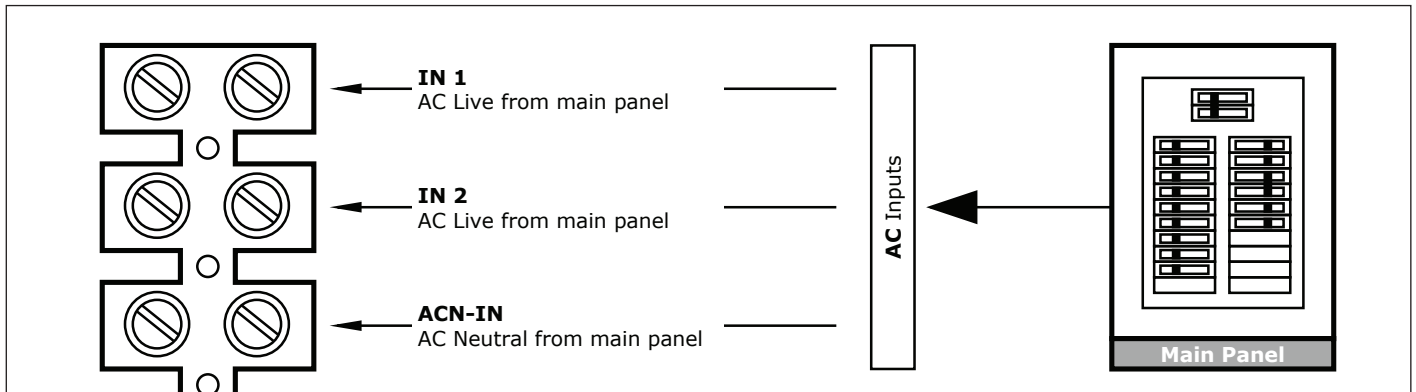 IN 1
AC Live from main panel
IN 2
AC Live from main panel
ACN-IN
AC Neutral from main panel
AC Inputs
Main Panel